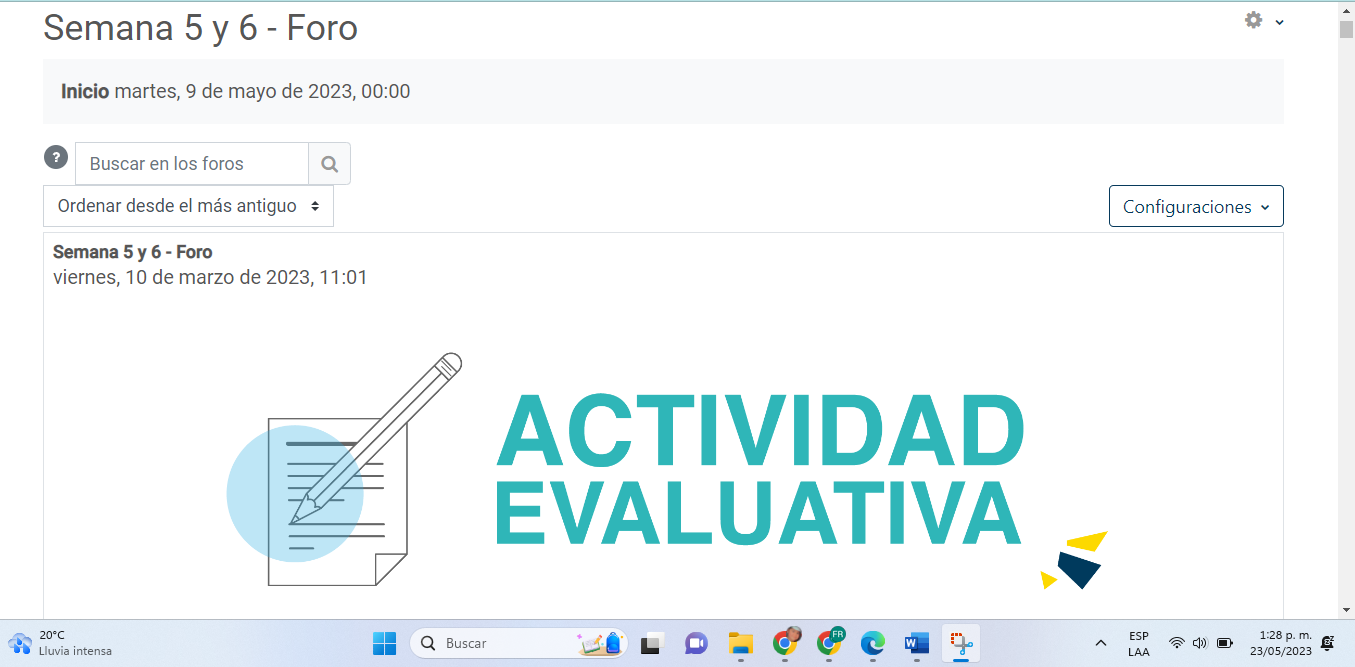 Semana 5 y 6 - Foro
Inicio martes, 9 de mayo de 2023, 00:00
?
Buscar en los foros
Ordenar desde el más antiguo
Configuraciones
Semana 5 y 6 - Foro
viernes, 10 de marzo de 2023, 11:01
ACTIVIDAD
EVALUATIVA
20°C
Lluvia intensa
Buscar
FR
W
ESP
LAA
1:28 p. m.
23/05/2023